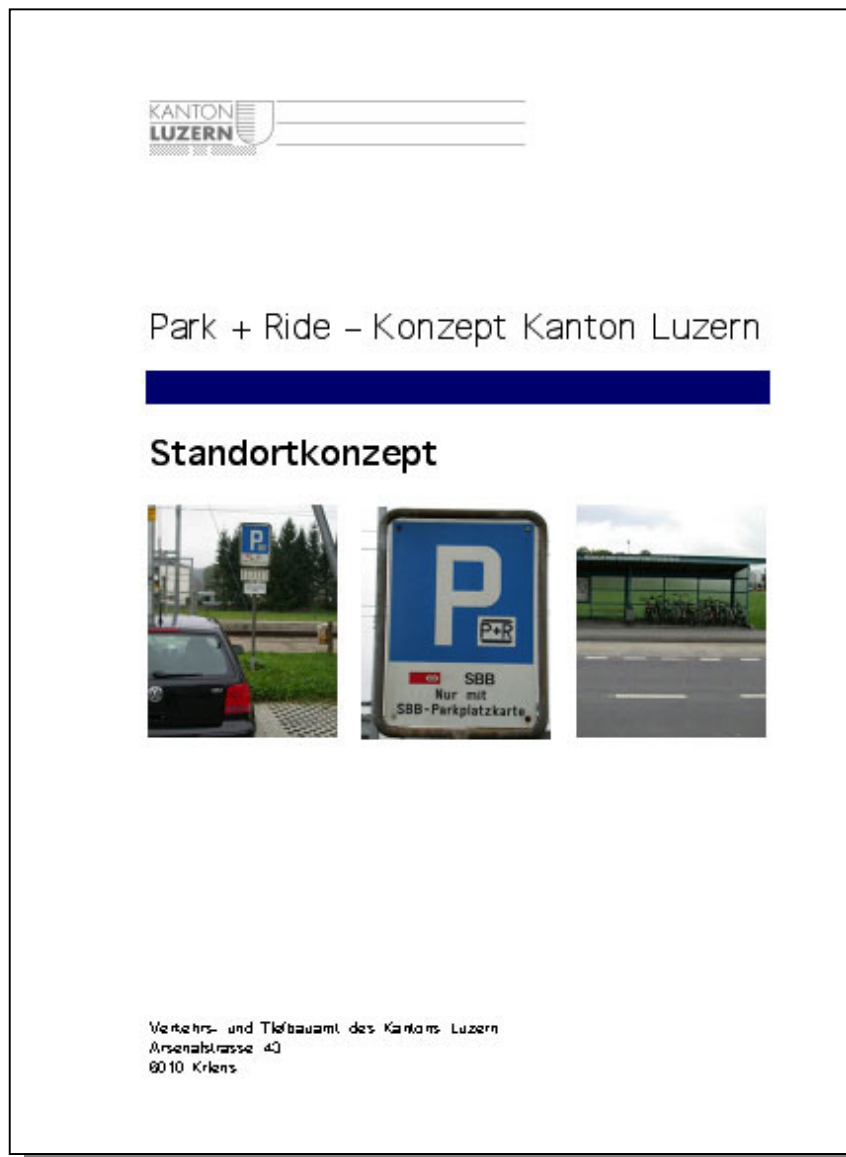 KANTON
LUZERN
Park + Ride – Konzept Kanton Luzern
Standortkonzept
P
P+R
SBB
Nur mit
SBB-Parkplatzkarte
Verkehrs- und Tiefbauamt des Kantons Luzern
Arsenalstrasse 43
6010 Kriens